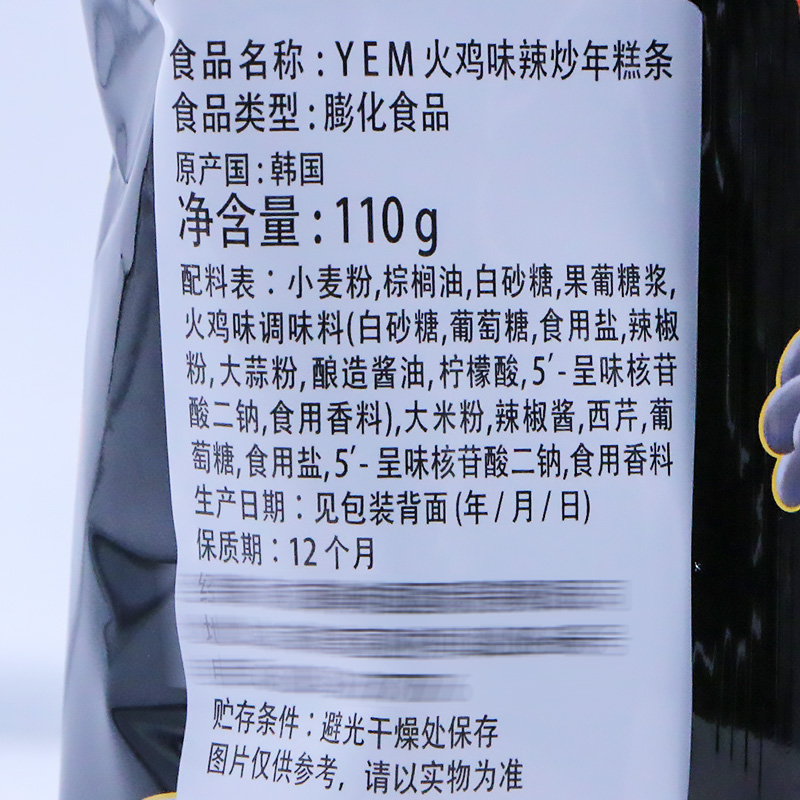 食品名称:YEM火鸡味辣炒年糕条
食品类型:膨化食品
原产国:韩国
净含量:110g
配料表:小麦粉,棕榈油,白砂糖,果葡糖浆,
火鸡味调味料(白砂糖,葡萄糖,食用盐,辣椒
粉,大蒜粉,酿造酱油,柠檬酸,5′-呈味核苷
酸二钠,食用香料),大米粉,辣椒酱,西芹,葡
萄糖,食用盐,5′-呈味核苷酸二钠,食用香料
生产日期:见包装背面(年/月/日)
保质期:12个月
贮存条件:避光干燥处保存
图片仅供参考,请以实物为准